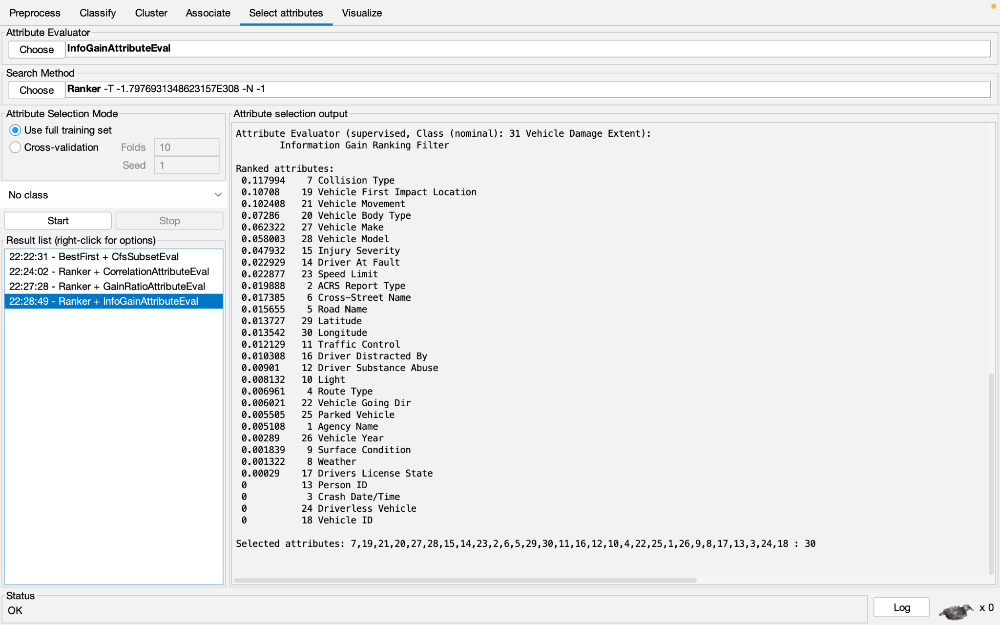 Preprocess Classify Cluster Associate Select attributes Visualize
Attribute Evaluator
Choose InfoGainAttributeEval
Search Method
Choose Ranker -T -1.7976931348623157E308 -N -1
Attribute Selection Mode
Use full training set
Cross-validation Folds 10
Seed 1
No class
Start Stop
Result list (right-click for options)
22:22:31 - BestFirst + CfsSubsetEval
22:24:02 - Ranker + CorrelationAttributeEval
22:27:28 - Ranker + GainRatioAttributeEval
22:28:49 - Ranker + InfoGainAttributeEval
Attribute selection output
Attribute Evaluator (supervised, Class (nominal): 31 Vehicle Damage Extent):
Information Gain Ranking Filter
Ranked attributes:
0.117994 7 Collision Type
0.10708 19 Vehicle First Impact Location
0.102408 21 Vehicle Movement
0.07286 20 Vehicle Body Type
0.062322 27 Vehicle Make
0.058003 28 Vehicle Model
0.047932 15 Injury Severity
0.022929 14 Driver At Fault
0.022877 23 Speed Limit
0.019888 2 ACRS Report Type
0.017385 6 Cross-Street Name
0.015655 5 Road Name
0.013727 29 Latitude
0.013542 30 Longitude
0.012129 11 Traffic Control
0.010308 16 Driver Distracted By
0.00901 12 Driver Substance Abuse
0.008132 10 Light
0.006961 4 Route Type
0.006021 22 Vehicle Going Dir
0.005505 25 Parked Vehicle
0.005108 1 Agency Name
0.00289 26 Vehicle Year
0.001839 9 Surface Condition
0.001322 8 Weather
0.00029 17 Drivers License State
0 13 Person ID
0 3 Crash Date/Time
0 24 Driverless Vehicle
0 18 Vehicle ID
Selected attributes: 7,19,21,20,27,28,15,14,23,2,6,5,29,30,11,16,12,10,4,22,25,1,26,9,8,17,13,3,24,18 : 30
Status
OK
Log x 0